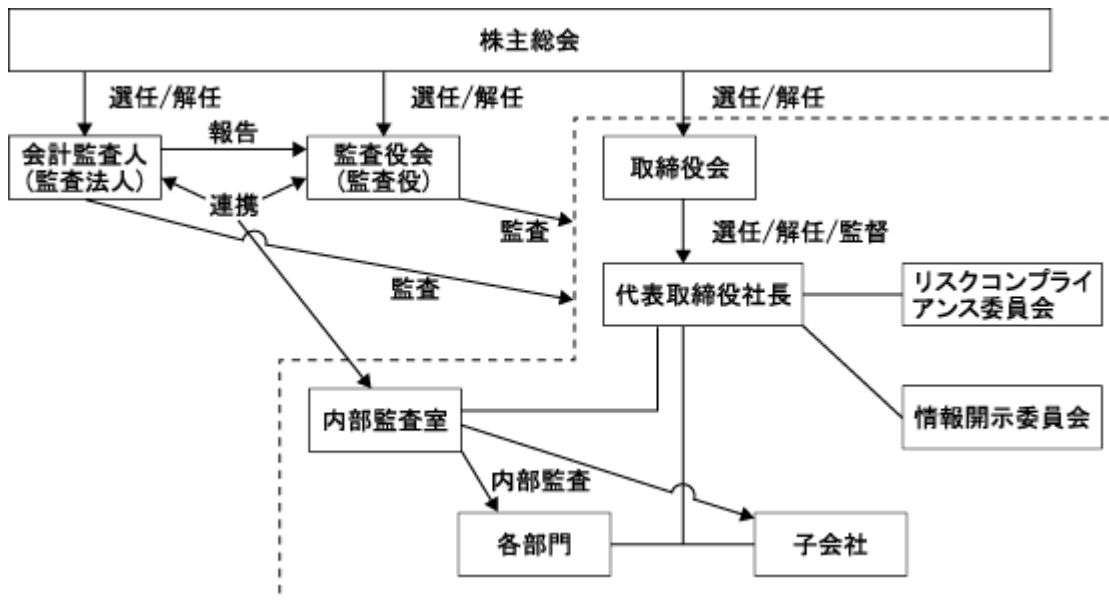 株主総会
選任/解任
選任/解任
選任/解任
会計監査人
(監査法人)
報告
監査役会
(監査役)
取締役会
連携
監査
選任/解任/監督
監査
代表取締役社長
リスクコンプライ
アンス委員会
内部監査室
情報開示委員会
内部監査
各部門
子会社